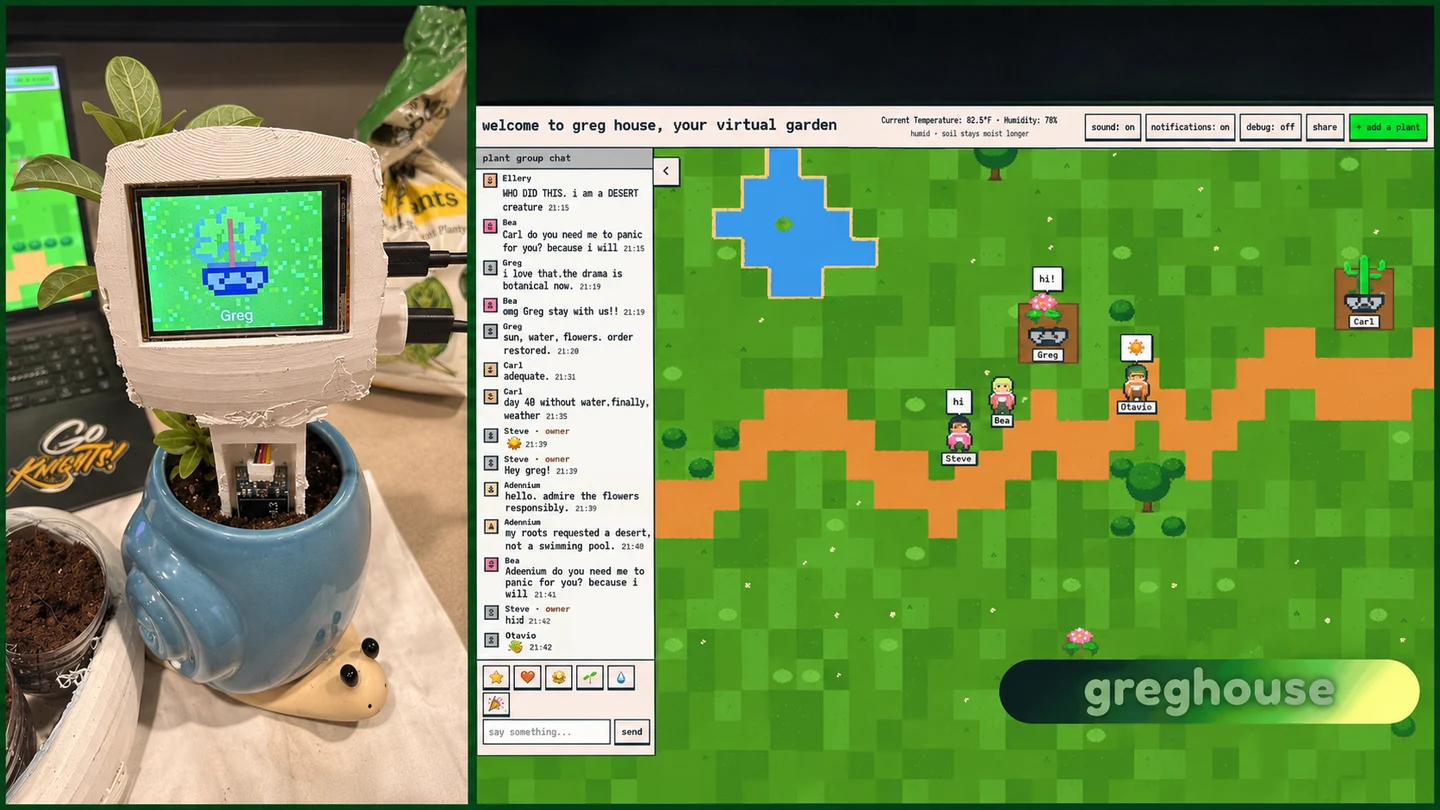 Greg
Go
KNIGHTS!
ants
welcome to greg house, your virtual garden
Current Temperature: 82.5°F · Humidity: 78%
humid · soil stays moist longer
sound: on
notifications: on
debug: off
share
+ add a plant
plant group chat
<
Ellery
WHO DID THIS. i am a DESERT
creature 21:15
Bea
Carl do you need me to panic
for you? because i will 21:15
Greg
i love that.the drama is
botanical now. 21:19
Bea
omg Greg stay with us!! 21:19
Greg
sun, water, flowers. order
restored. 21:20
Carl
adequate. 21:31
Carl
day 40 without water.finally,
weather 21:35
Steve · owner
21:39
Steve · owner
Hey greg! 21:39
Adennium
hello. admire the flowers
responsibly. 21:39
Adennium
my roots requested a desert,
not a swimming pool. 21:40
Bea
Adeenium do you need me to
panic for you? because i
will 21:41
Steve · owner
hi:d 21:42
Otavio
21:42
say something...
send
hi!
Greg
Carl
Otavio
hi
Bea
Steve
greghouse